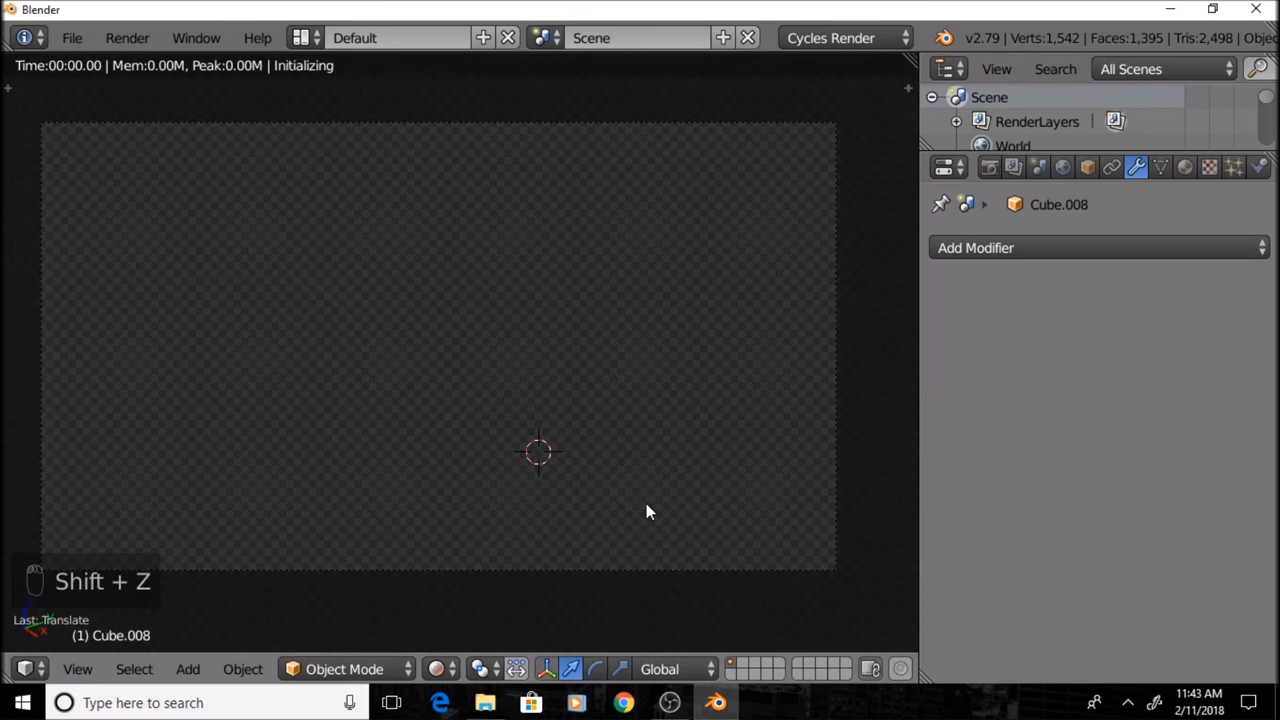 Blender
File Render Window Help Default Scene Cycles Render v2.79 | Verts:1,542 | Faces:1,395 | Tris:2,498 | Objec
Time:00:00.00 | Mem:0.00M, Peak:0.00M | Initializing
View Search All Scenes
Scene
RenderLayers |
World
Cube.008
Add Modifier
Shift + Z
Last: Translate
(1) Cube.008
View Select Add Object Object Mode Global
Type here to search
11:43 AM
2/11/2018